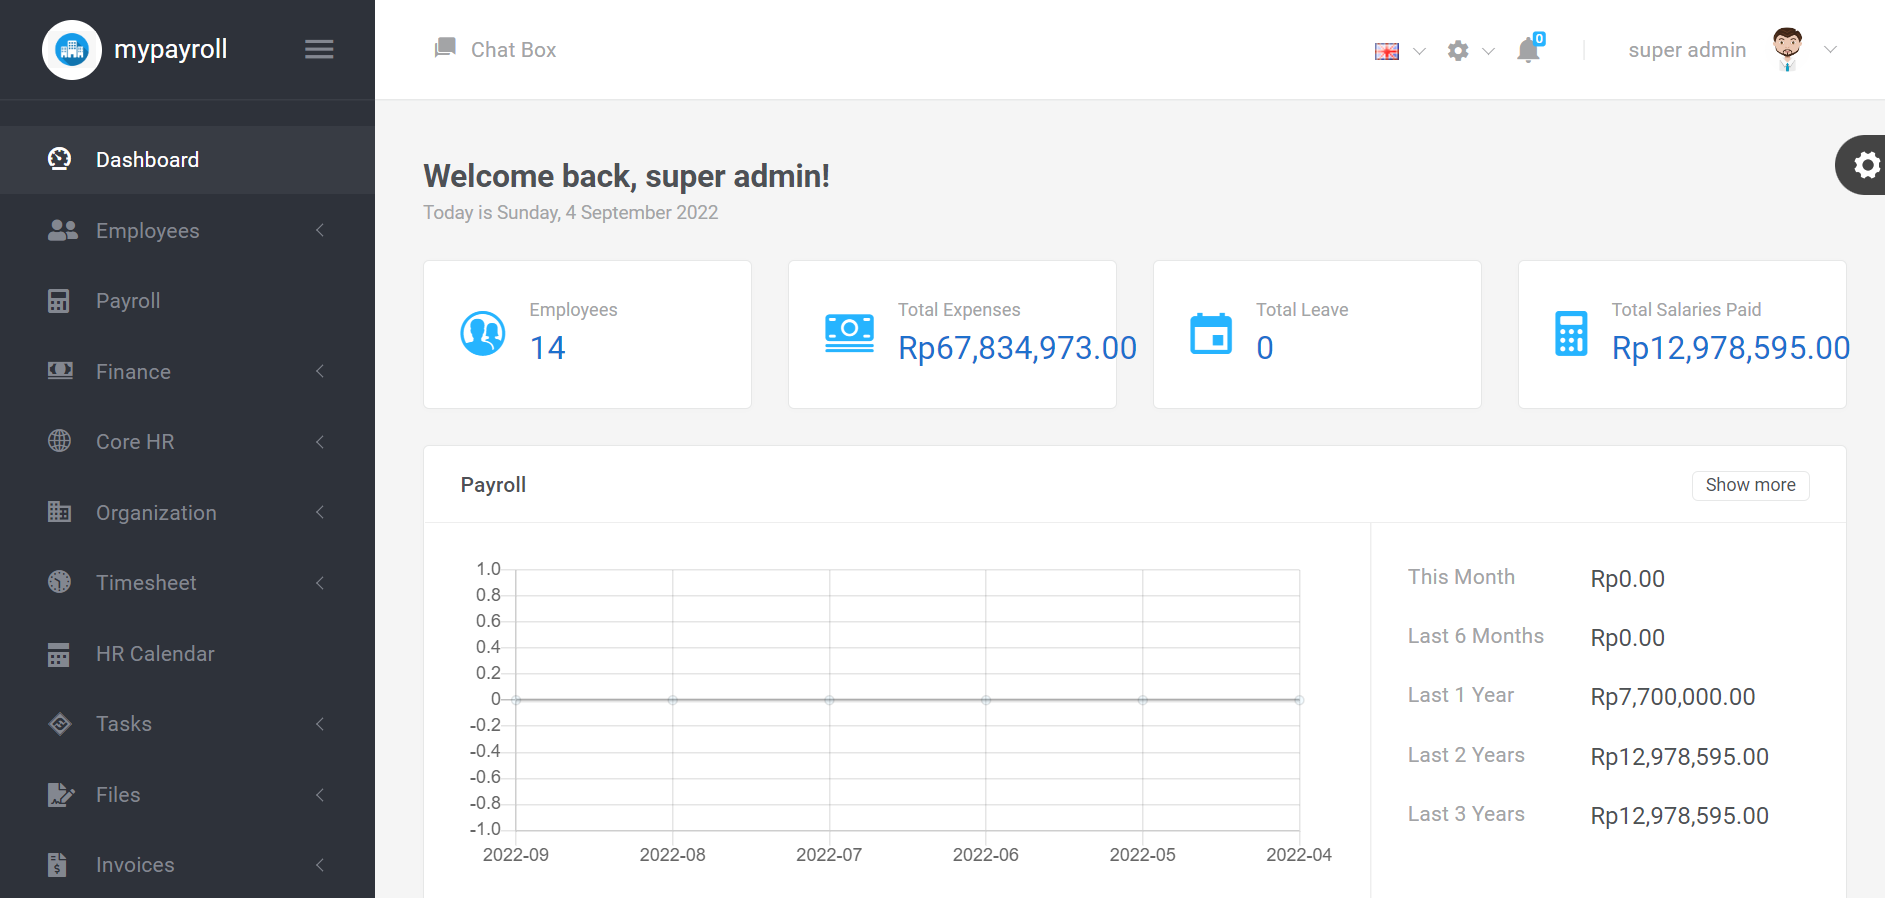 mypayroll
Chat Box
0
super admin
Dashboard
Employees
Payroll
Finance
Core HR
Organization
Timesheet
HR Calendar
Tasks
Files
Invoices
Welcome back, super admin!
Today is Sunday, 4 September 2022
Employees
14
Total Expenses
Rp67,834,973.00
Total Leave
0
Total Salaries Paid
Rp12,978,595.00
Payroll
Show more
1.0
0.8
0.6
0.4
0.2
0
-0.2
-0.4
-0.6
-0.8
-1.0
2022-09 2022-08 2022-07 2022-06 2022-05 2022-04
This Month Rp0.00
Last 6 Months Rp0.00
Last 1 Year Rp7,700,000.00
Last 2 Years Rp12,978,595.00
Last 3 Years Rp12,978,595.00